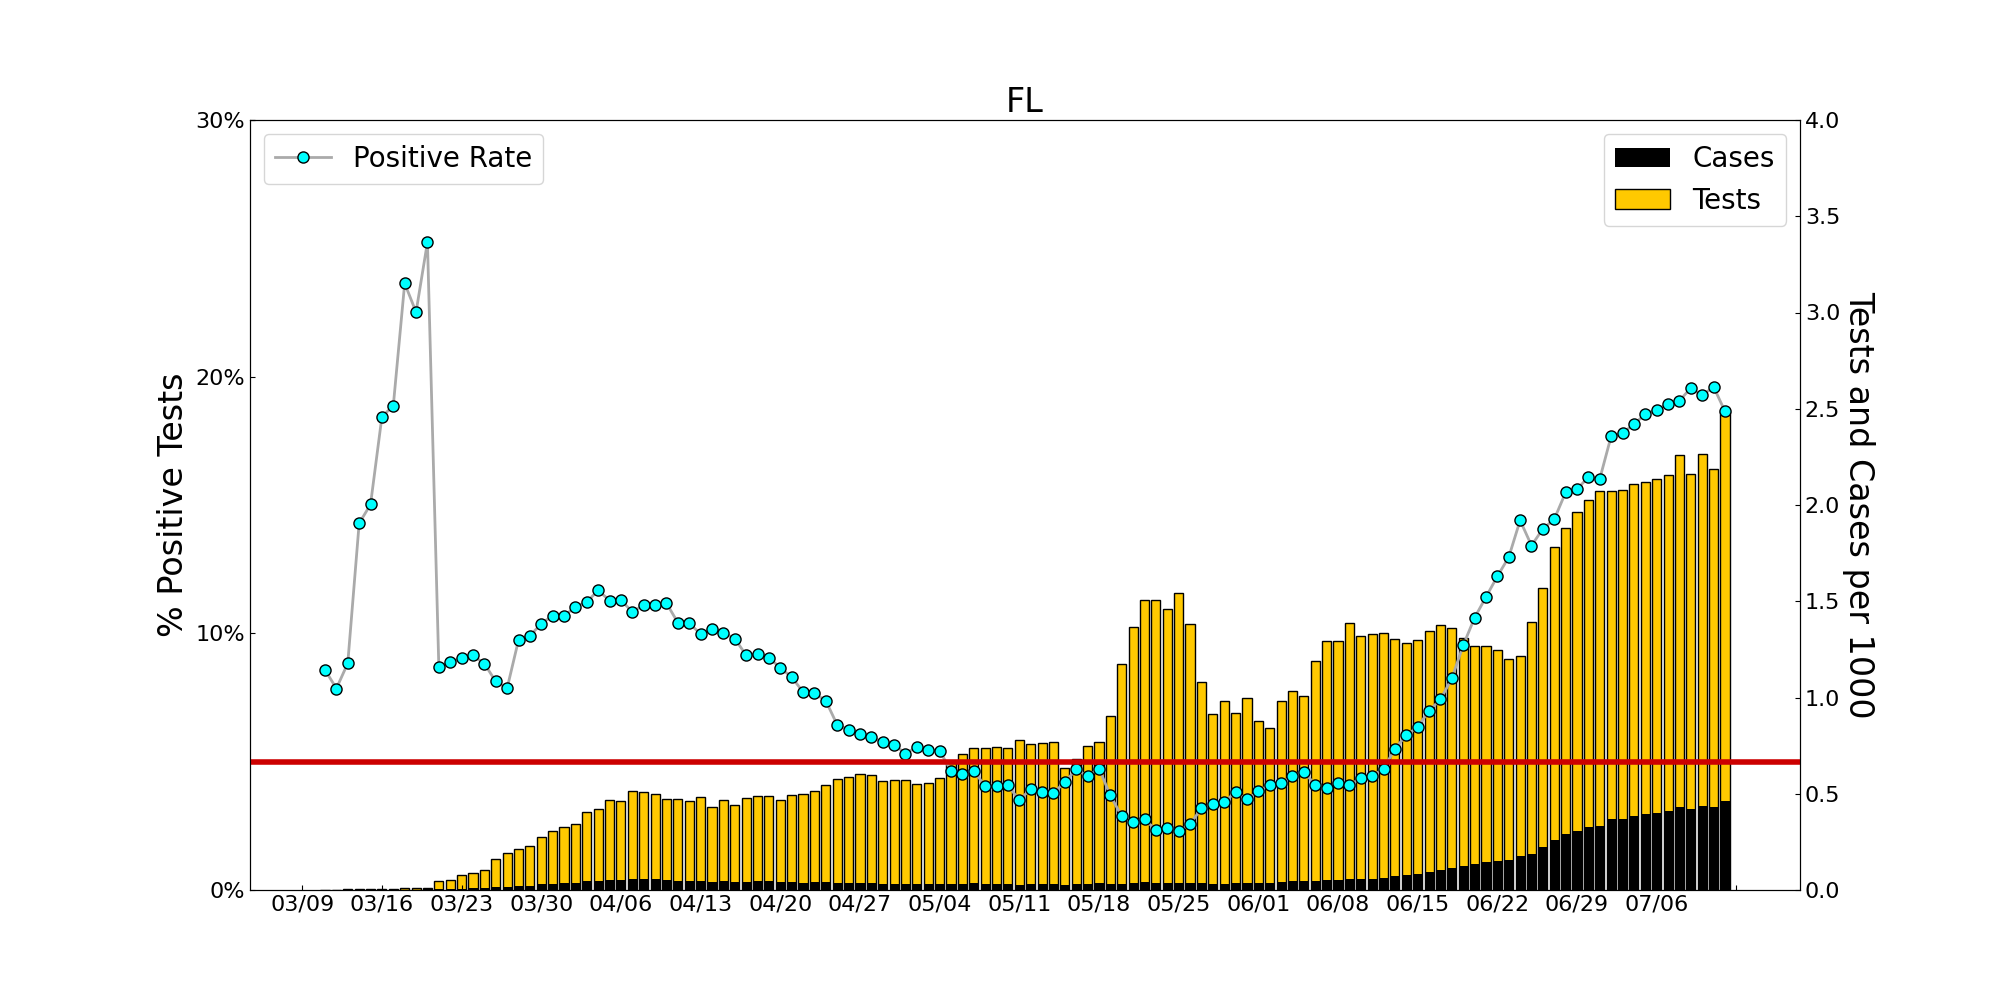 FL
30%
20%
10%
0%
% Positive Tests
Positive Rate
Cases
Tests
4.0
3.5
3.0
2.5
2.0
1.5
1.0
0.5
0.0
Tests and Cases per 1000
03/09 03/16 03/23 03/30 04/06 04/13 04/20 04/27 05/04 05/11 05/18 05/25 06/01 06/08 06/15 06/22 06/29 07/06